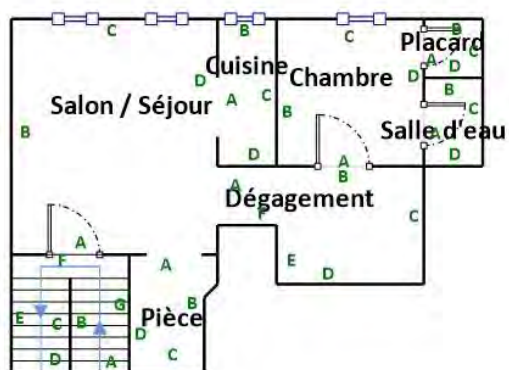 C B C B
Placard
C
Cuisine
A D
D
Chambre
D A C B
B
Salon / Séjour
C
B
Salle d'eau
A
D A D
B
A
Dégagement
F C
A
F A E
D
B
G
E C B Pièce
D
C
D A